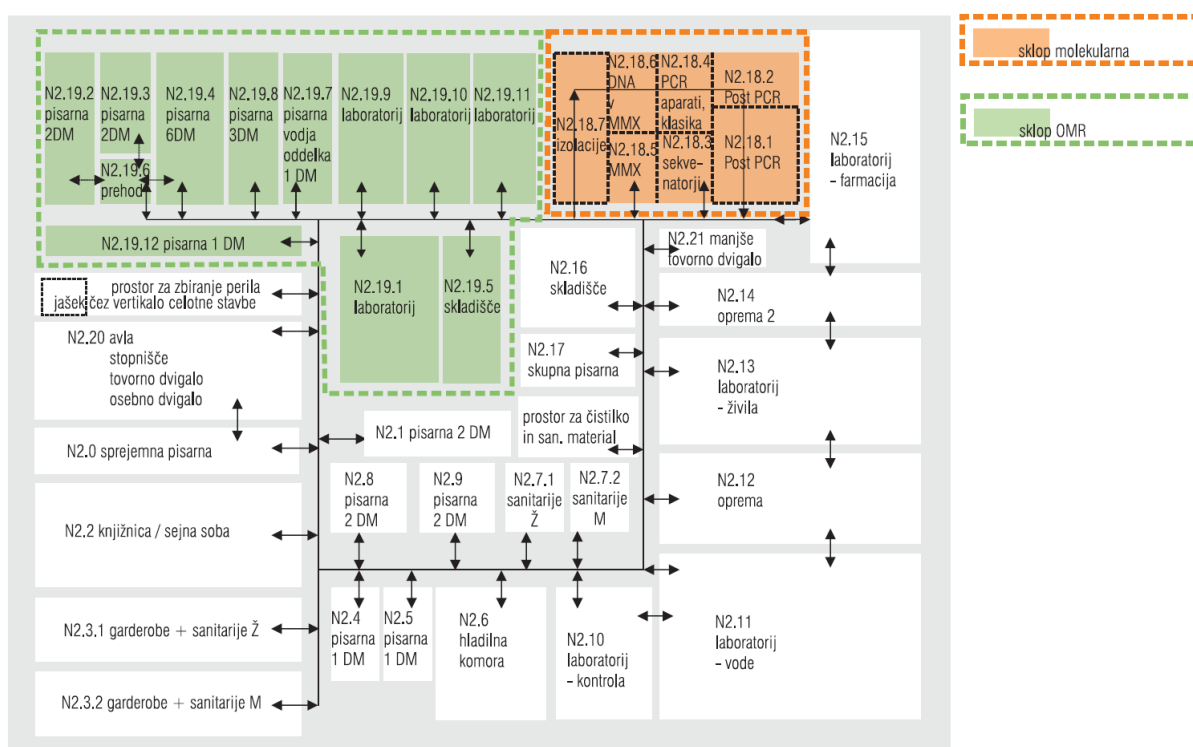 sklop molekularna
sklop OMR
N2.19.2
pisarna
2DM
N2.19.3
pisarna
2DM
N2.19.6
prehod
N2.19.4
pisarna
6DM
N2.19.8
pisarna
3DM
N2.19.7
pisarna
vodja
oddelka
1 DM
N2.19.9
laboratorij
N2.19.10
laboratorij
N2.19.11
laboratorij
N2.18.7
izolacije
N2.18.6
DNA
v
MMX
N2.18.5
MMX
N2.18.4
PCR
aparati,
klasika
N2.18.3
sekve-
natorji
N2.18.2
Post PCR
N2.18.1
Post PCR
N2.15
laboratorij
– farmacija
N2.19.12 pisarna 1 DM
N2.19.1
laboratorij
N2.19.5
skladišče
N2.16
skladišče
N2.21 manjše
tovorno dvigalo
prostor za zbiranje perila
jašek čez vertikalo celotne stavbe
N2.14
oprema 2
N2.20 avla
stopnišče
tovorno dvigalo
osebno dvigalo
N2.17
skupna pisarna
N2.13
laboratorij
– živila
N2.1 pisarna 2 DM
prostor za čistilko
in san. material
N2.0 sprejemna pisarna
N2.8
pisarna
2 DM
N2.9
pisarna
2 DM
N2.7.1
sanitarije
Ž
N2.7.2
sanitarije
M
N2.12
oprema
N2,2 knjižnica / sejna soba
N2.4
pisarna
1 DM
N2.5
pisarna
1 DM
N2.6
hladilna
komora
N2.10
laboratorij
– kontrola
N2.11
laboratorij
– vode
N2.3.1 garderobe + sanitarije Ž
N2.3.2 garderobe + sanitarije M